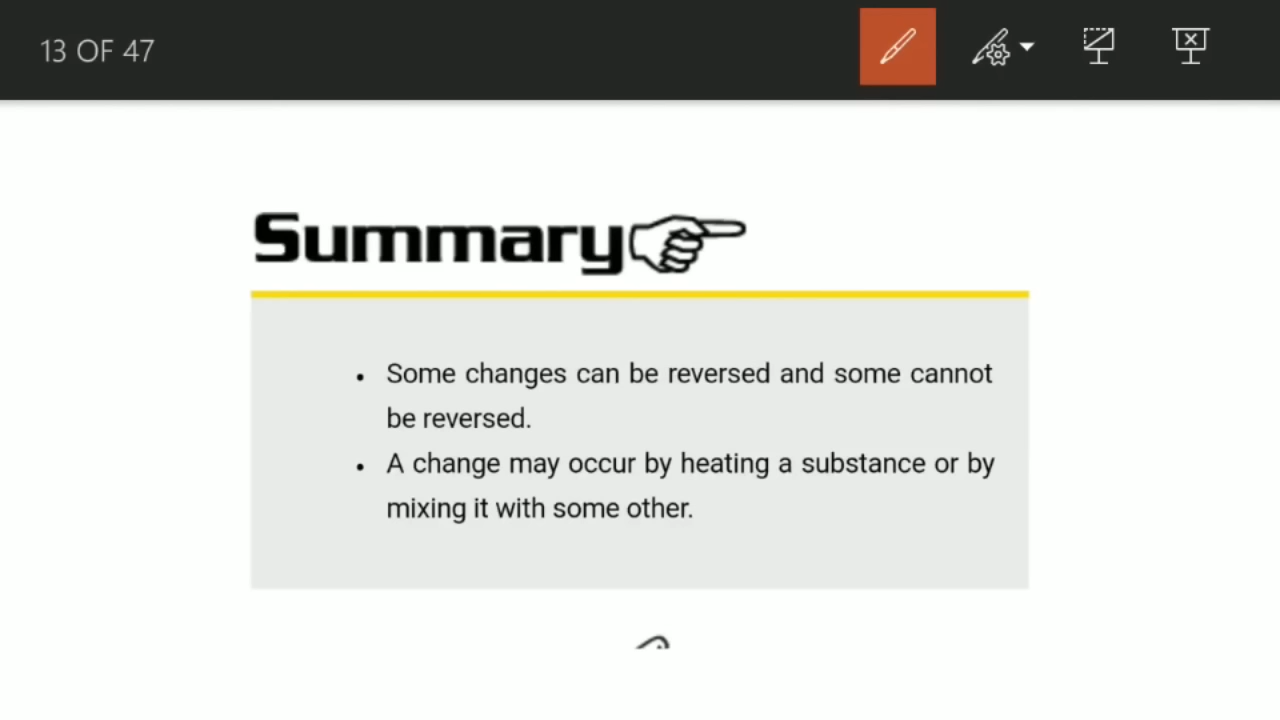 13 OF 47
Summary
• Some changes can be reversed and some cannot
be reversed.
• A change may occur by heating a substance or by
mixing it with some other.